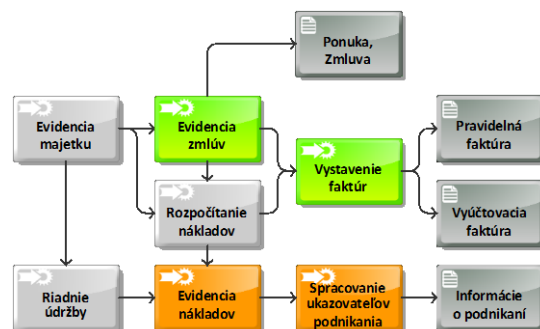 Ponuka,
Zmluva
Evidencia
majetku
Evidencia
zmlúv
Vystavenie
faktúr
Pravidelná
faktúra
Rozpočítanie
nákladov
Vyúčtovacia
faktúra
Riadnie
údržby
Evidencia
nákladov
Spracovanie
ukazovateľov
podnikania
Informácie
o podnikaní